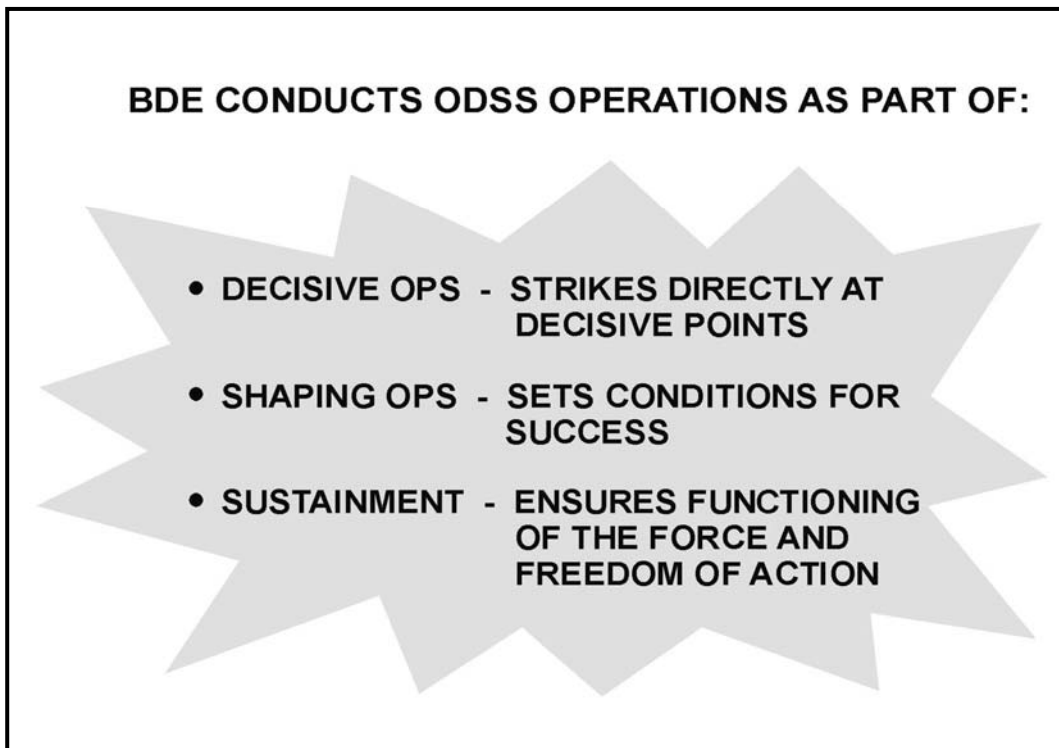 BDE CONDUCTS ODSS OPERATIONS AS PART OF:
• DECISIVE OPS - STRIKES DIRECTLY AT
DECISIVE POINTS
• SHAPING OPS - SETS CONDITIONS FOR
SUCCESS
• SUSTAINMENT - ENSURES FUNCTIONING
OF THE FORCE AND
FREEDOM OF ACTION